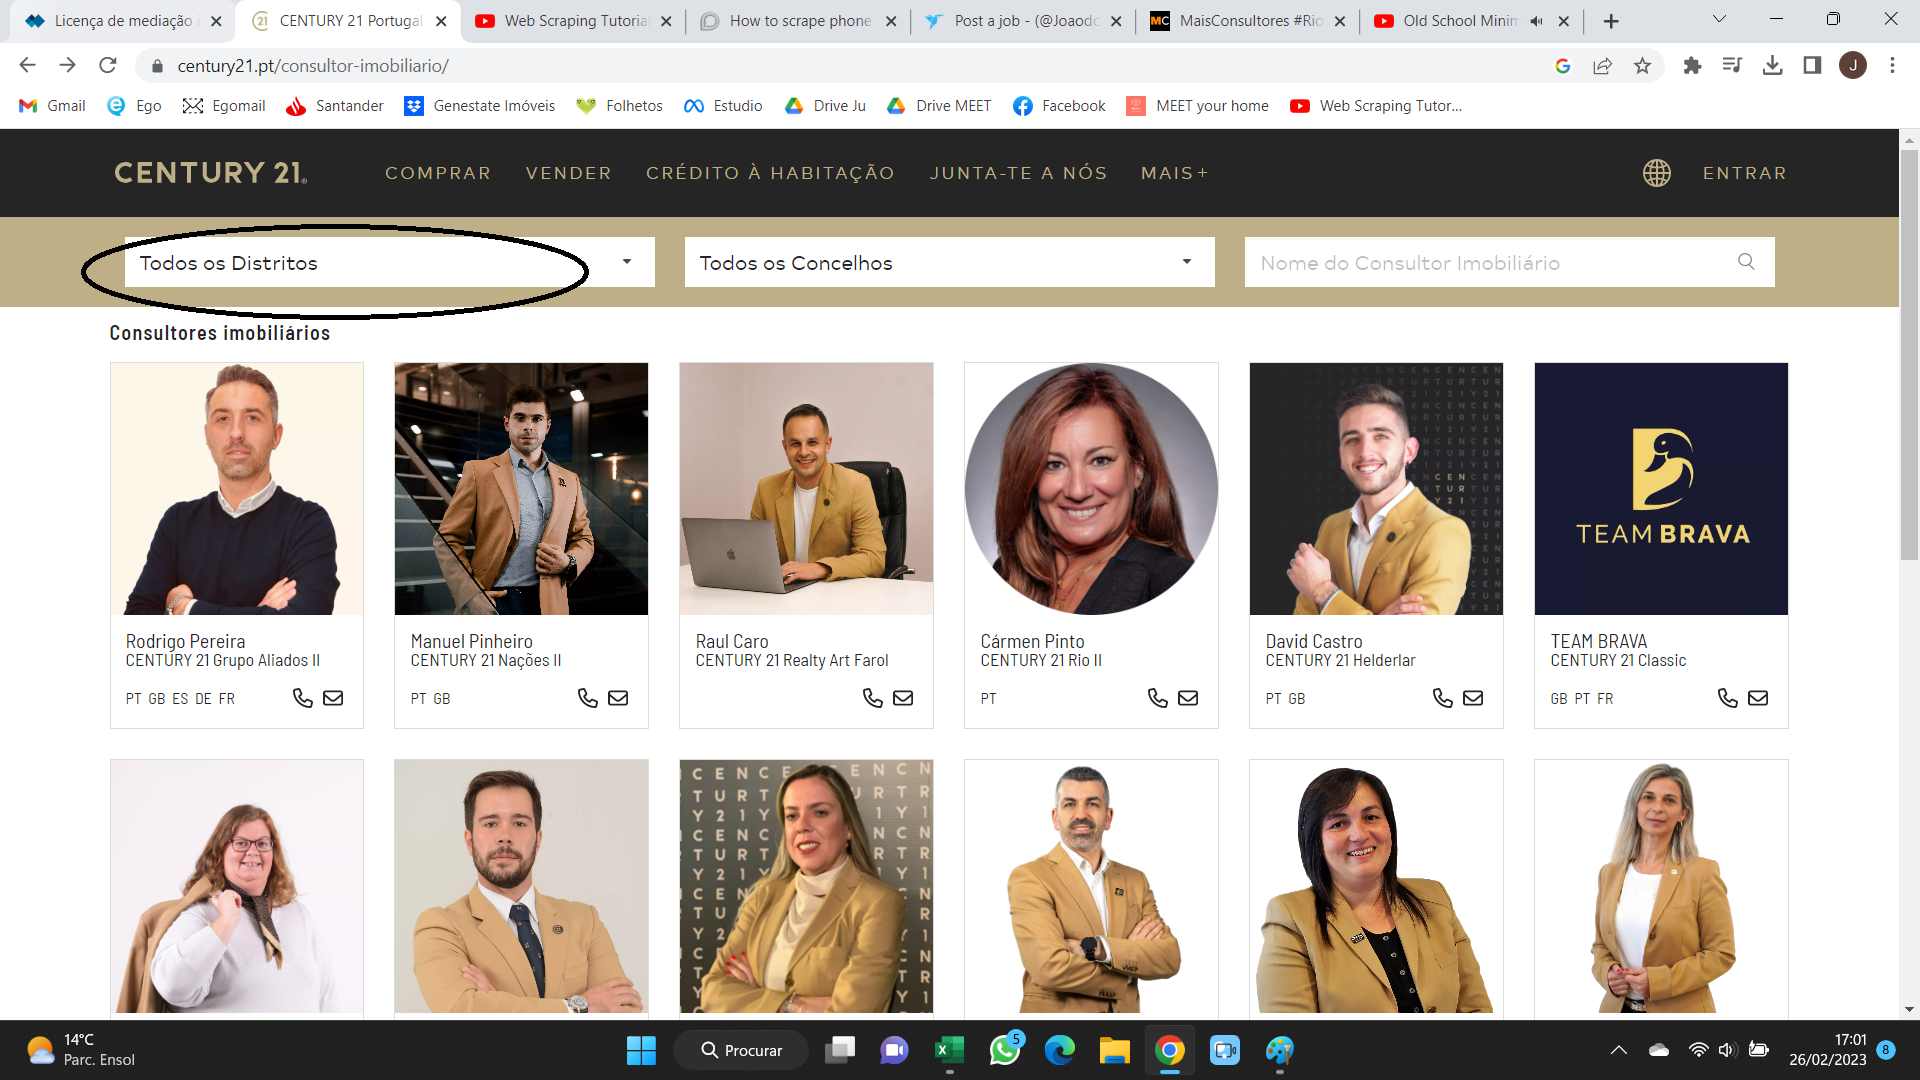 Licença de mediação i
CENTURY 21 Portugal
Web Scraping Tutorial
How to scrape phone
Post a job - (@Joaodc
MC MaisConsultores #Rio
Old School Minim
century21.pt/consultor-imobiliario/
J
Gmail
Ego
Egomail
Santander
Genestate Imóveis
Folhetos
Estudio
Drive Ju
Drive MEET
Facebook
MEET your home
Web Scraping Tutor...
CENTURY 21
COMPRAR
VENDER
CRÉDITO À HABITAÇÃO
JUNTA-TE A NÓS
MAIS+
ENTRAR
Todos os Distritos
Todos os Concelhos
Nome do Consultor Imobiliário
Consultores imobiliários
TEAM BRAVA
Rodrigo Pereira
CENTURY 21 Grupo Aliados II
PT GB ES DE FR
Manuel Pinheiro
CENTURY 21 Nações II
PT GB
Raul Caro
CENTURY 21 Realty Art Farol
Cármen Pinto
CENTURY 21 Rio II
PT
David Castro
CENTURY 21 Helderlar
PT GB
TEAM BRAVA
CENTURY 21 Classic
GB PT FR
14°C
Parc. Ensol
Procurar
5
17:01
26/02/2023
8